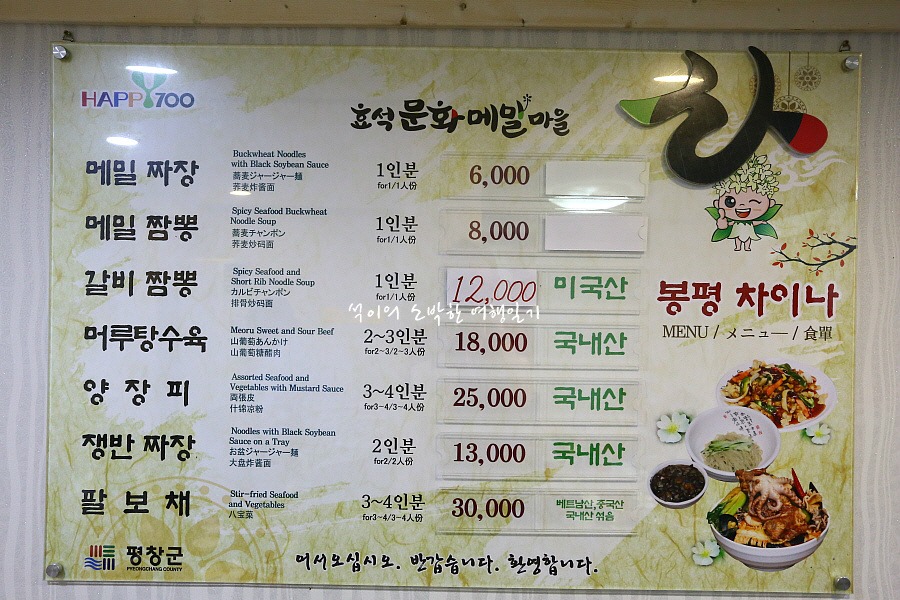 HAPPY700
효석 문화 메밀 마을
메밀 짜장
Buckwheat Noodles
with Black Soybean Sauce
蕎麦ジャージャー麺
荞麦炸酱面
1인분
for1/1人份
6,000
메밀 짬뽕
Spicy Seafood Buckwheat
Noodle Soup
蕎麦チャンポン
荞麦炒码面
1인분
for1/1人份
8,000
갈비 짬뽕
Spicy Seafood and
Short Rib Noodle Soup
カルビチャンポン
排骨炒码面
1인분
for1/1人份
12,000
미국산
석이의 소박한 여행일기
머루탕수육
Meoru Sweet and Sour Beef
山葡萄あんかけ
山葡萄糖醋肉
2~3인분
for2~3/2~3人份
18,000
국내산
양 장 피
Assorted Seafood and
Vegetables with Mustard Sauce
両張皮
什锦凉粉
3~4인분
for3~4/3~4人份
25,000
국내산
쟁반 짜장
Noodles with Black Soybean
Sauce on a Tray
お盆ジャージャー麺
大盘炸酱面
2인분
for2/2人份
13,000
국내산
팔 보 채
Stir-fried Seafood
and Vegetables
八宝菜
3~4인분
for3~4/3~4人份
30,000
베트남산,중국산
국내산 섞음
평창군
PYEONGCHANG COUNTY
어서오십시오. 반갑습니다. 환영합니다.
봉평 차이나
MENU / メニュー / 食單